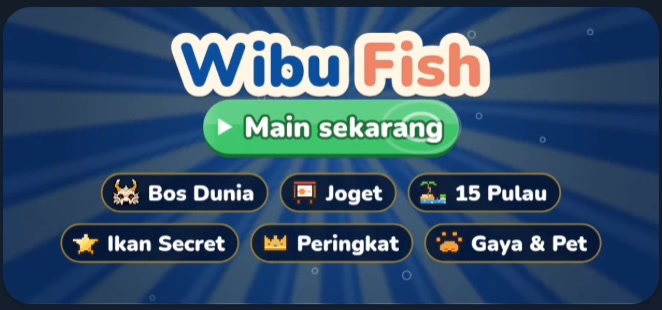 Wibu Fish
Main sekarang
Bos Dunia Joget 15 Pulau
Ikan Secret Peringkat Gaya & Pet